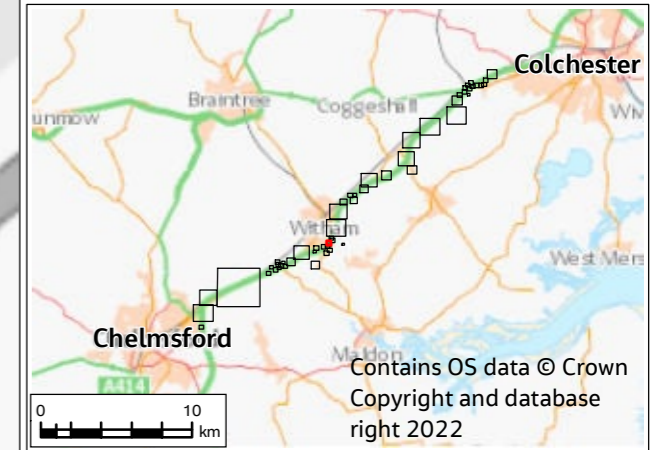 Colchester
Braintree
Coggeshall
unmow
Witham
West Mers
Chelmsford
Maldon
A414
Contains OS data © Crown
Copyright and database
right 2022
0 10
km